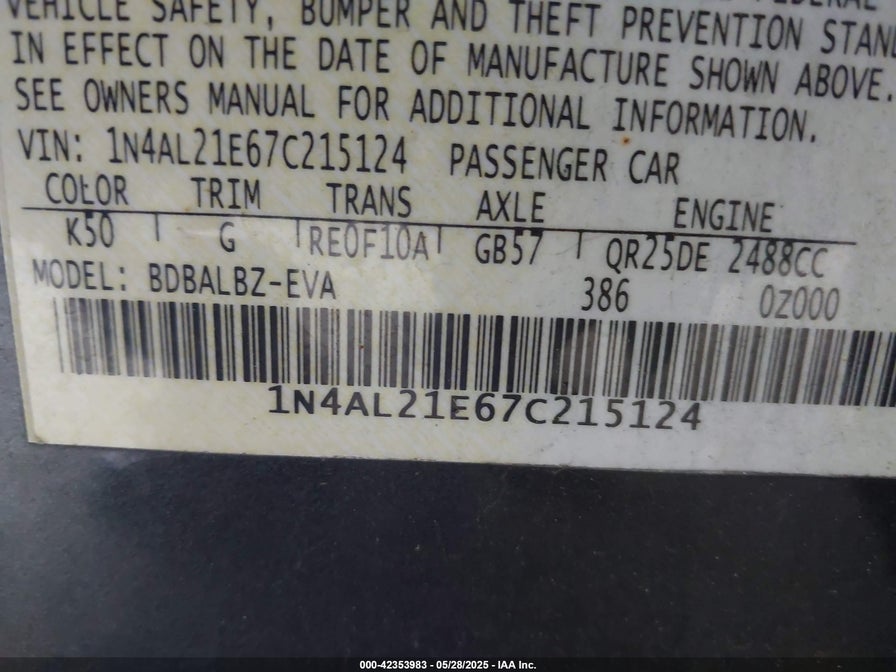 VEHICLE SAFETY, BUMPER AND THEFT PREVENTION STAN
IN EFFECT ON THE DATE OF MANUFACTURE SHOWN ABOVE.
SEE OWNERS MANUAL FOR ADDITIONAL INFORMATION.
VIN: 1N4AL21E67C215124 PASSENGER CAR
COLOR TRIM TRANS AXLE ENGINE
K50 G RE0F10A GB57 QR25DE 2488CC
MODEL: BDBALBZ-EVA 386 0Z000
1N4AL21E67C215124
000-42353983 - 05/28/2025 - IAA Inc.